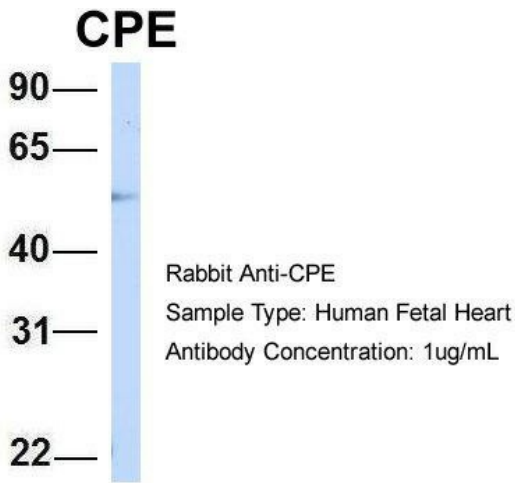 CPE
90
65
40
31
22
Rabbit Anti-CPE
Sample Type: Human Fetal Heart
Antibody Concentration: 1ug/mL